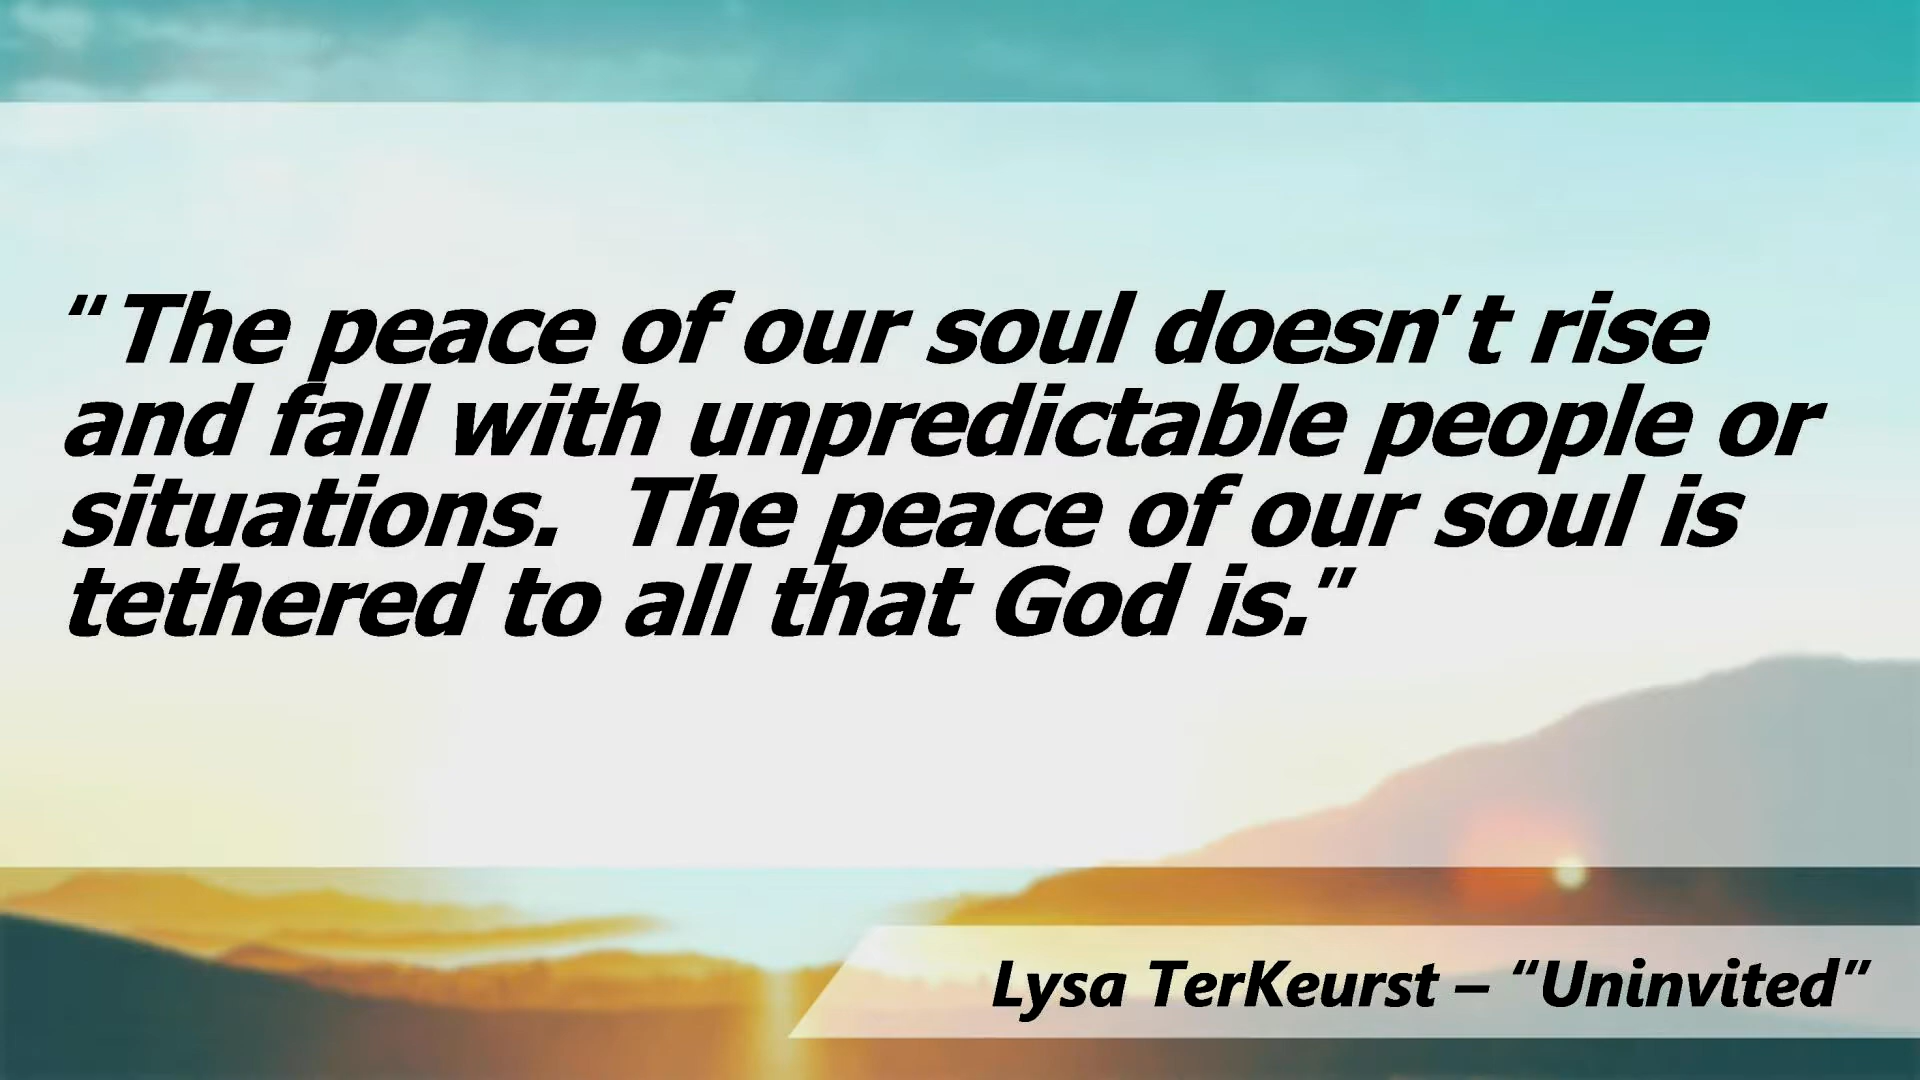 “The peace of our soul doesn’t rise
and fall with unpredictable people or
situations.  The peace of our soul is
tethered to all that God is.”
Lysa TerKeurst – “Uninvited”